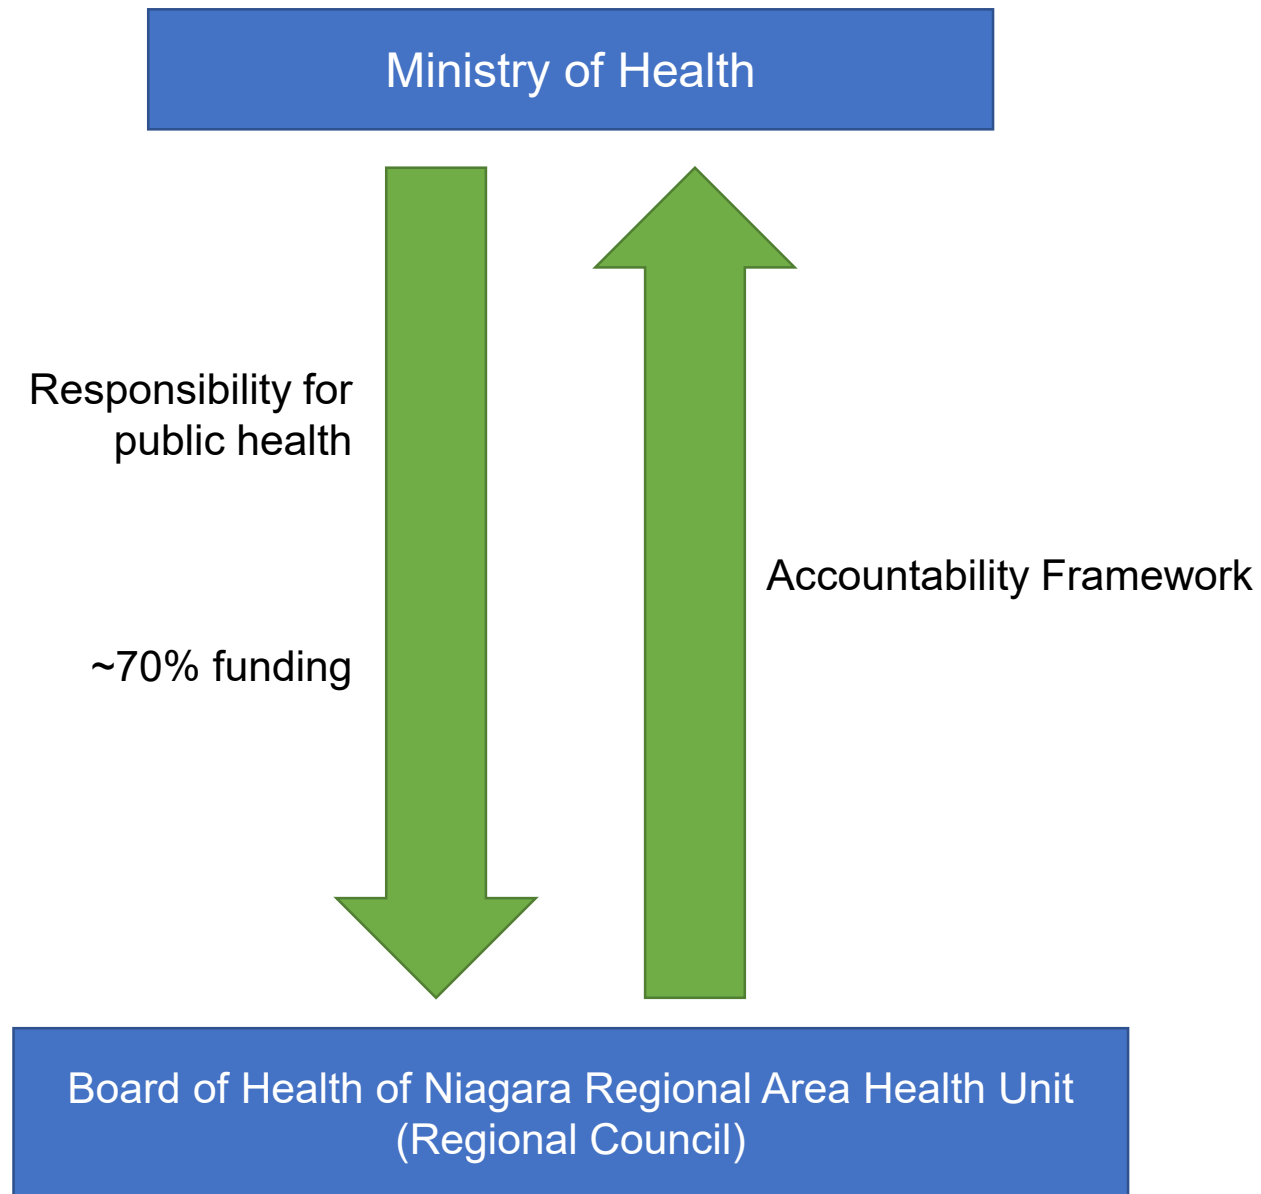 Ministry of Health
Responsibility for
public health
~70% funding
Accountability Framework
Board of Health of Niagara Regional Area Health Unit
(Regional Council)